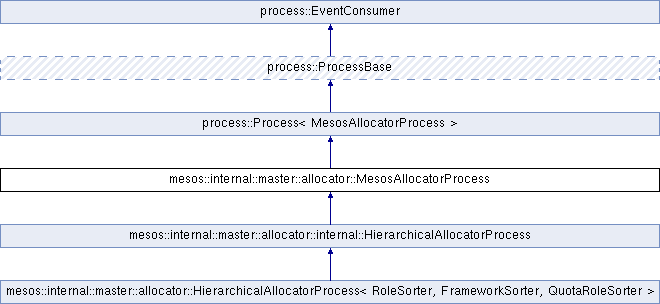 process::EventConsumer
process::ProcessBase
process::Process< MesosAllocatorProcess >
mesos::internal::master::allocator::MesosAllocatorProcess
mesos::internal::master::allocator::internal::HierarchicalAllocatorProcess
mesos::internal::master::allocator::HierarchicalAllocatorProcess< RoleSorter, FrameworkSorter, QuotaRoleSorter >